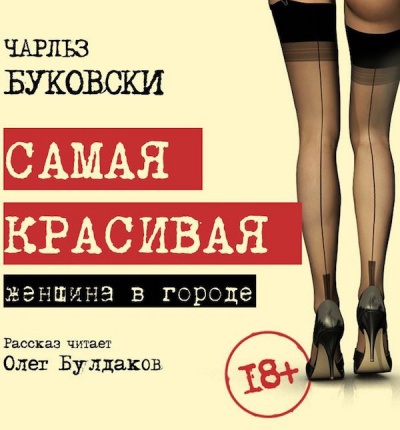 ЧАРЛЬЗ
БУКОВСКИ
САМАЯ
КРАСИВАЯ
женщина в городе
Рассказ читает
Олег Булдаков
18+